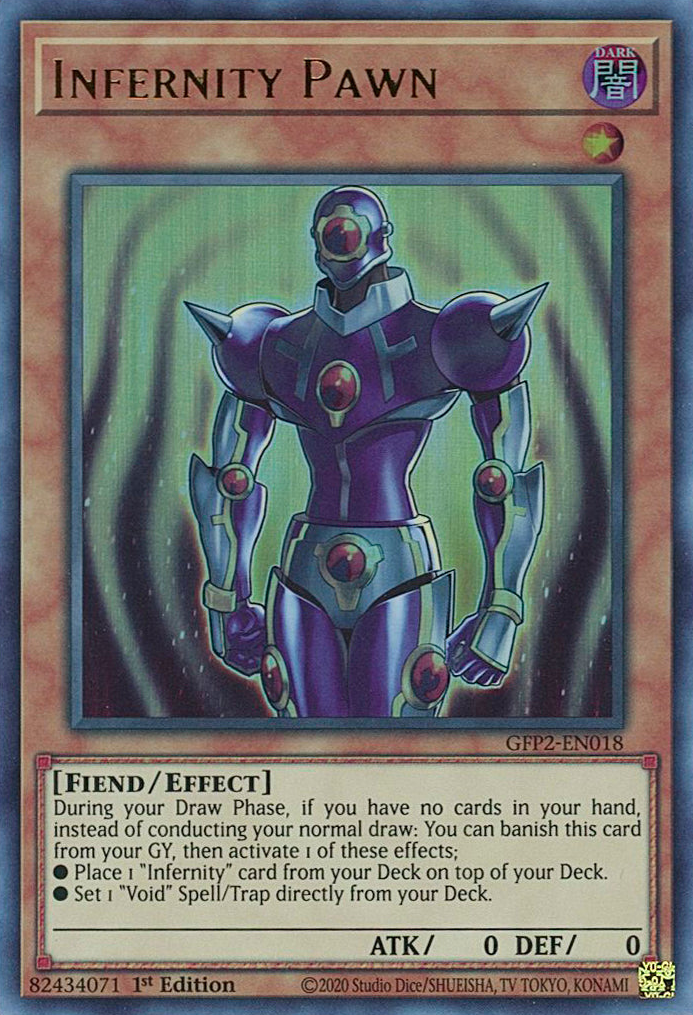 INFERNITY PAWN
DARK
闇
GFP2-EN018
[FIEND/EFFECT]
During your Draw Phase, if you have no cards in your hand,
instead of conducting your normal draw: You can banish this card
from your GY, then activate 1 of these effects;
● Place 1 "Infernity" card from your Deck on top of your Deck.
● Set 1 "Void" Spell/Trap directly from your Deck.
ATK/ 0 DEF/ 0
82434071 1st Edition ©2020 Studio Dice/SHUEISHA, TV TOKYO, KONAMI